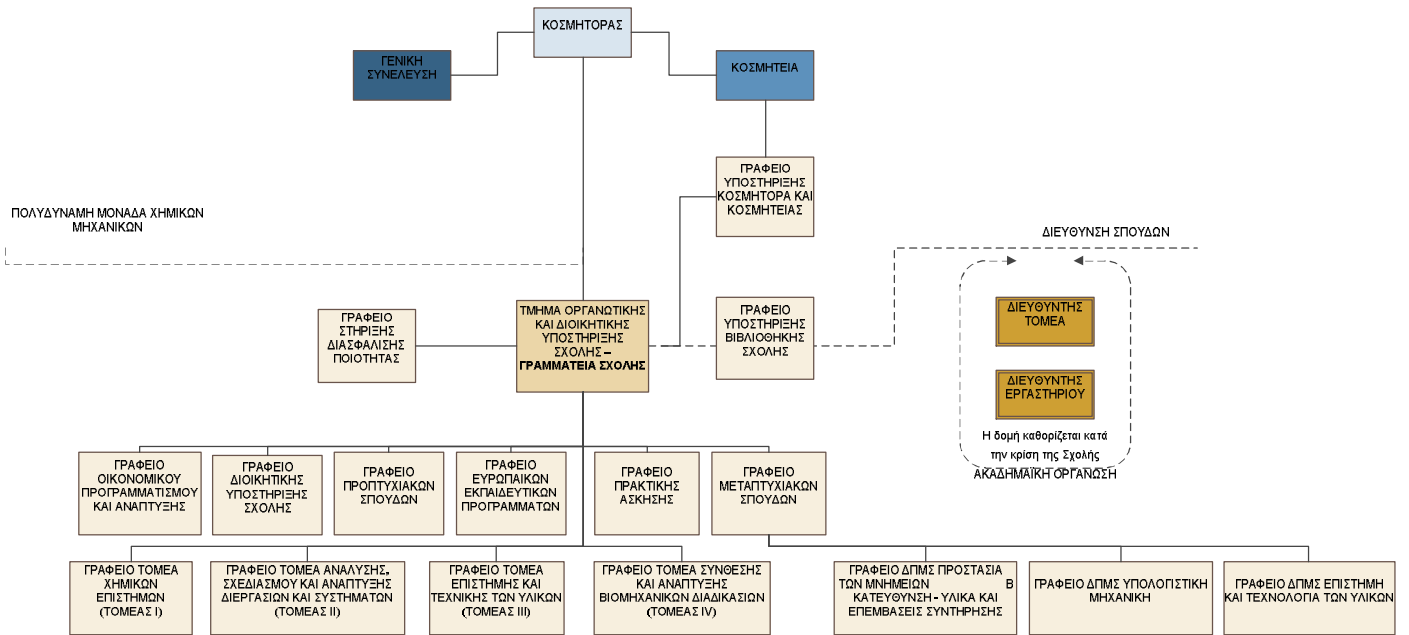 ΚΟΣΜΗΤΟΡΑΣ
ΓΕΝΙΚΗ
ΣΥΝΕΛΕΥΣΗ
ΚΟΣΜΗΤΕΙΑ
ΓΡΑΦΕΙΟ
ΥΠΟΣΤΗΡΙΞΗΣ
ΚΟΣΜΗΤΟΡΑ ΚΑΙ
ΚΟΣΜΗΤΕΙΑΣ
ΠΟΛΥΔΥΝΑΜΗ ΜΟΝΑΔΑ ΧΗΜΙΚΩΝ
ΜΗΧΑΝΙΚΩΝ
ΔΙΕΥΘΥΝΣΗ ΣΠΟΥΔΩΝ
ΓΡΑΦΕΙΟ
ΣΤΗΡΙΞΗΣ
ΔΙΑΣΦΑΛΙΣΗΣ
ΠΟΙΟΤΗΤΑΣ
ΤΜΗΜΑ ΟΡΓΑΝΩΤΙΚΗΣ
ΚΑΙ ΔΙΟΙΚΗΤΙΚΗΣ
ΥΠΟΣΤΗΡΙΞΗΣ
ΣΧΟΛΗΣ –
ΓΡΑΜΜΑΤΕΙΑ ΣΧΟΛΗΣ
ΓΡΑΦΕΙΟ
ΥΠΟΣΤΗΡΙΞΗΣ
ΒΙΒΛΙΟΘΗΚΗΣ
ΣΧΟΛΗΣ
ΔΙΕΥΘΥΝΤΗΣ
ΤΟΜΕΑ
ΔΙΕΥΘΥΝΤΗΣ
ΕΡΓΑΣΤΗΡΙΟΥ
Η δομή καθορίζεται κατά
την κρίση της Σχολής
ΑΚΑΔΗΜΑΪΚΗ ΟΡΓΑΝΩΣΗ
ΓΡΑΦΕΙΟ
ΟΙΚΟΝΟΜΙΚΟΥ
ΠΡΟΓΡΑΜΜΑΤΙΣΜΟΥ
ΚΑΙ ΑΝΑΠΤΥΞΗΣ
ΓΡΑΦΕΙΟ
ΔΙΟΙΚΗΤΙΚΗΣ
ΥΠΟΣΤΗΡΙΞΗΣ
ΣΧΟΛΗΣ
ΓΡΑΦΕΙΟ
ΠΡΟΠΤΥΧΙΑΚΩΝ
ΣΠΟΥΔΩΝ
ΓΡΑΦΕΙΟ
ΕΥΡΩΠΑΙΚΩΝ
ΕΚΠΑΙΔΕΥΤΙΚΩΝ
ΠΡΟΓΡΑΜΜΑΤΩΝ
ΓΡΑΦΕΙΟ
ΠΡΑΚΤΙΚΗΣ
ΑΣΚΗΣΗΣ
ΓΡΑΦΕΙΟ
ΜΕΤΑΠΤΥΧΙΑΚΩΝ
ΣΠΟΥΔΩΝ
ΓΡΑΦΕΙΟ ΤΟΜΕΑ
ΧΗΜΙΚΩΝ
ΕΠΙΣΤΗΜΩΝ
(ΤΟΜΕΑΣ Ι)
ΓΡΑΦΕΙΟ ΤΟΜΕΑ ΑΝΑΛΥΣΗΣ,
ΣΧΕΔΙΑΣΜΟΥ ΚΑΙ ΑΝΑΠΤΥΞΗΣ
ΔΙΕΡΓΑΣΙΩΝ ΚΑΙ ΣΥΣΤΗΜΑΤΩΝ
(ΤΟΜΕΑΣ ΙΙ)
ΓΡΑΦΕΙΟ ΤΟΜΕΑ
ΕΠΙΣΤΗΜΗΣ ΚΑΙ
ΤΕΧΝΙΚΗΣ ΤΩΝ ΥΛΙΚΩΝ
(ΤΟΜΕΑΣ ΙΙΙ)
ΓΡΑΦΕΙΟ ΤΟΜΕΑ ΣΥΝΘΕΣΗΣ
ΚΑΙ ΑΝΑΠΤΥΞΗΣ
ΒΙΟΜΗΧΑΝΙΚΩΝ ΔΙΑΔΙΚΑΣΙΩΝ
(ΤΟΜΕΑΣ IV)
ΓΡΑΦΕΙΟ ΔΠΜΣ ΠΡΟΣΤΑΣΙΑ
ΤΩΝ ΜΝΗΜΕΙΩΝ Β
ΚΑΤΕΥΘΥΝΣΗ - ΥΛΙΚΑ ΚΑΙ
ΕΠΕΜΒΑΣΕΙΣ ΣΥΝΤΗΡΗΣΗΣ
ΓΡΑΦΕΙΟ ΔΠΜΣ ΥΠΟΛΟΓΙΣΤΙΚΗ
ΜΗΧΑΝΙΚΗ
ΓΡΑΦΕΙΟ ΔΠΜΣ ΕΠΙΣΤΗΜΗ
ΚΑΙ ΤΕΧΝΟΛΟΓΙΑ ΤΩΝ ΥΛΙΚΩΝ